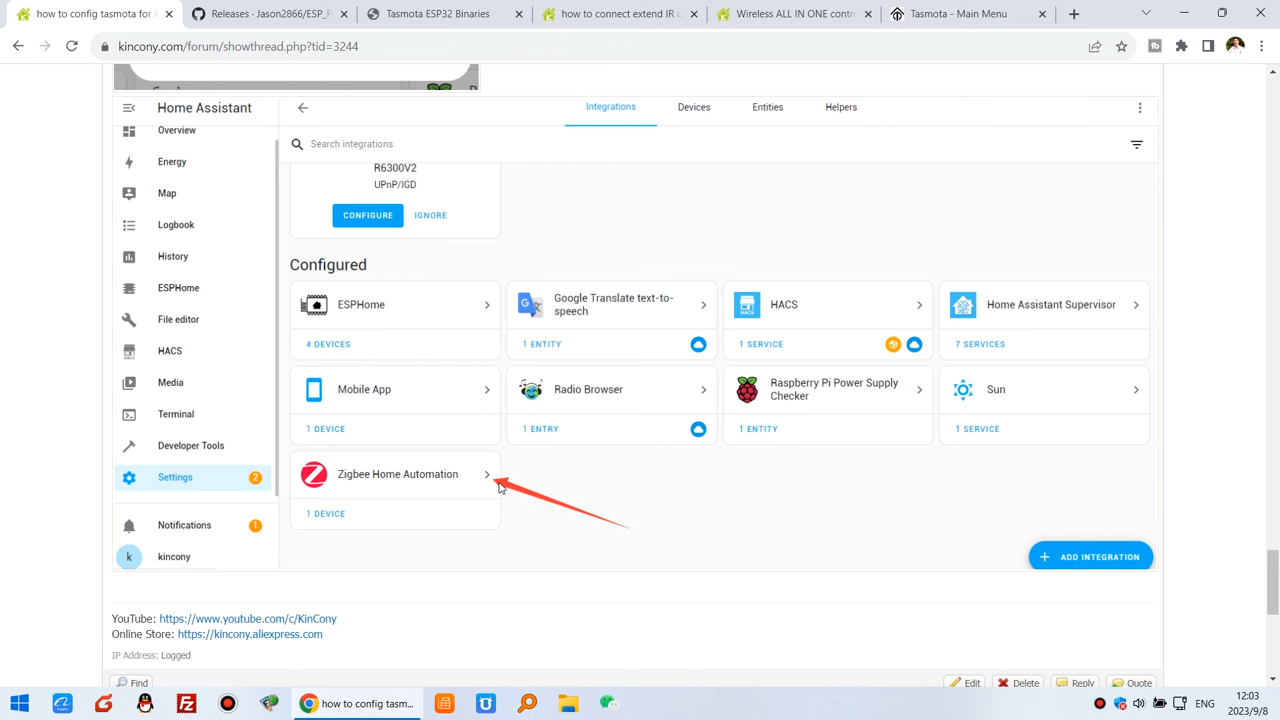 how to config tasmota for A
Releases · Jason2866/ESP_Fl
Tasmota ESP32 Binaries
how to connect extend IR c
Wireless ALL IN ONE contro
Tasmota - Main Menu
kincony.com/forum/showthread.php?tid=3244
Home Assistant
Integrations
Devices
Entities
Helpers
Overview
Search integrations
Energy
R6300V2
UPnP/IGD
Map
CONFIGURE
IGNORE
Logbook
History
Configured
ESPHome
File editor
HACS
Media
Terminal
Developer Tools
Settings
2
Notifications
1
k
kincony
ESPHome
4 DEVICES
Google Translate text-to-
speech
1 ENTITY
HACS
1 SERVICE
Home Assistant Supervisor
7 SERVICES
Mobile App
1 DEVICE
Radio Browser
1 ENTRY
Raspberry Pi Power Supply
Checker
1 ENTITY
Sun
1 SERVICE
Zigbee Home Automation
1 DEVICE
ADD INTEGRATION
YouTube: https://www.youtube.com/c/KinCony
Online Store: https://kincony.aliexpress.com
IP Address: Logged
Find
Edit
Delete
Reply
Quote
how to config tasm...
ENG
12:03
2023/9/8